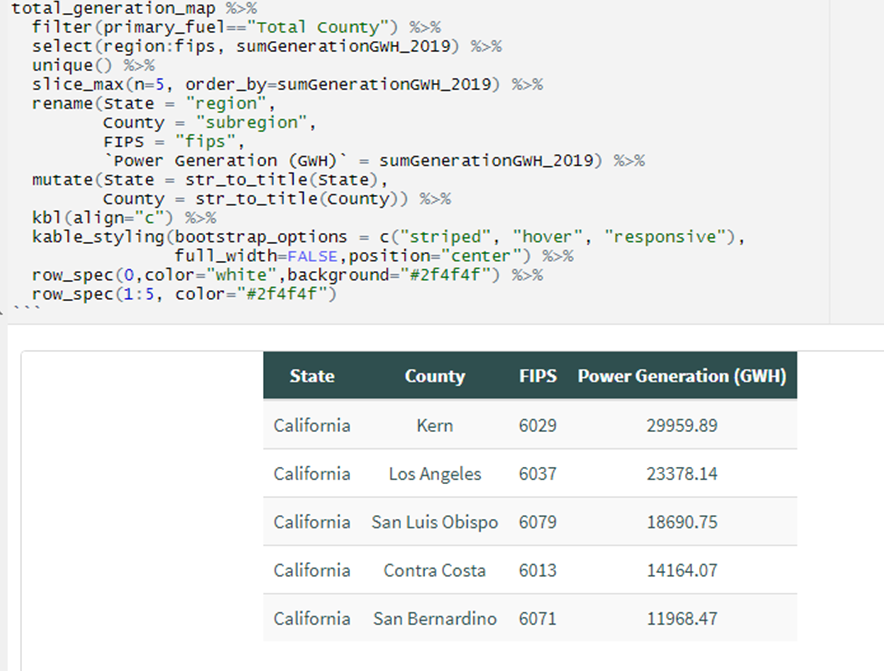 total_generation_map %>%
  filter(primary_fuel=="Total County") %>%
  select(region:fips, sumGenerationGWH_2019) %>%
  unique() %>%
  slice_max(n=5, order_by=sumGenerationGWH_2019) %>%
  rename(State = "region",
         County = "subregion",
         FIPS = "fips",
         `Power Generation (GWH)` = sumGenerationGWH_2019) %>%
  mutate(State = str_to_title(State),
         County = str_to_title(County)) %>%
  kbl(align="c") %>%
  kable_styling(bootstrap_options = c("striped", "hover", "responsive"),
                full_width=FALSE,position="center") %>%
  row_spec(0,color="white",background="#2f4f4f") %>%
  row_spec(1:5, color="#2f4f4f")
```
State County FIPS Power Generation (GWH)
California Kern 6029 29959.89
California Los Angeles 6037 23378.14
California San Luis Obispo 6079 18690.75
California Contra Costa 6013 14164.07
California San Bernardino 6071 11968.47